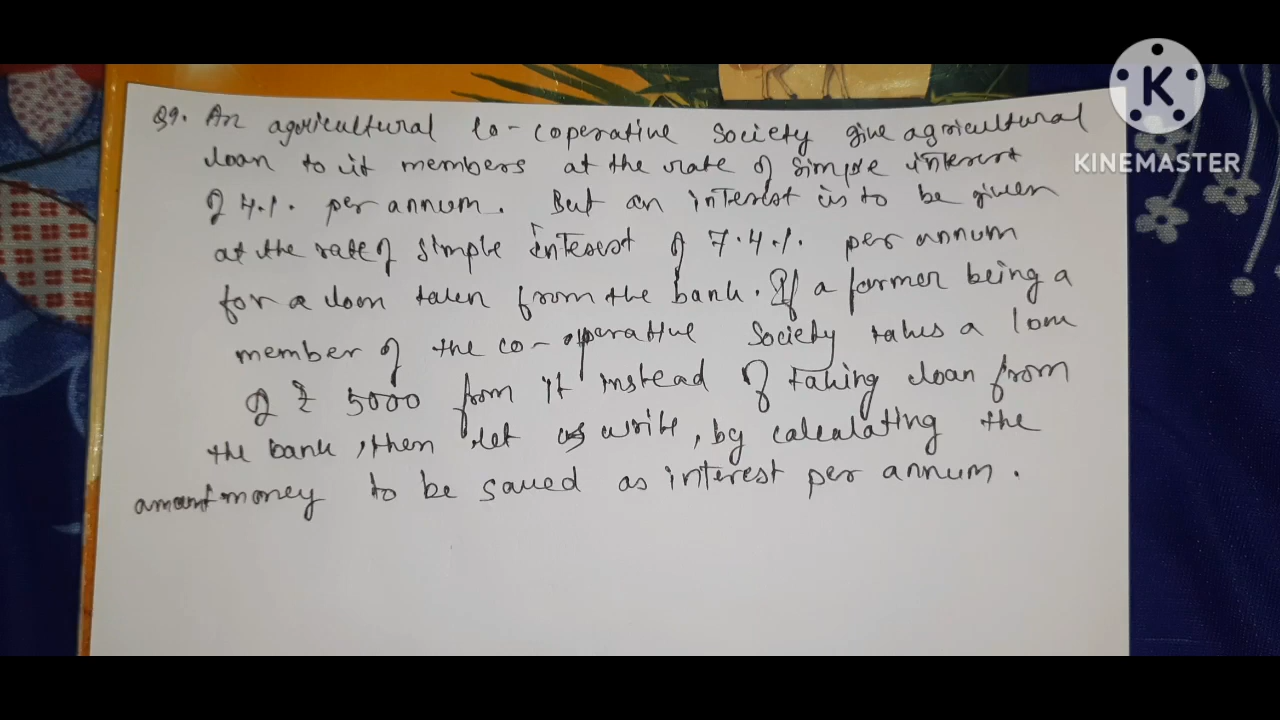 Q9. An agricultural co-coperative Society give agricultural
loan to it members at the rate of simple interest
of 4%. per annum. But an interest is to be given
at the rate of simple interest of 7.4%. per annum
for a loan taken from the bank. If a farmer being a
member of the co-operative Society takes a loan
of ₹ 5000 from it instead of taking loan from
the bank, then let us write, by calculating the
amount money to be saved as interest per annum.
K
KINEMASTER